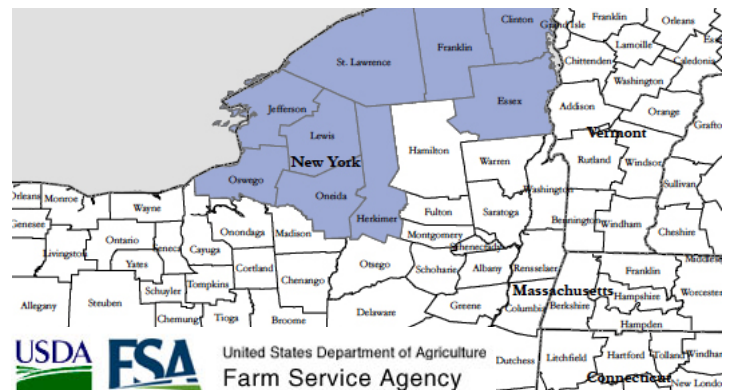 Clinton
Grand Isle
Franklin
Orleans
Franklin
Lamoille
St. Lawrence
Chittenden
Caledonia
Washington
Essex
Addison
Orange
Jefferson
Lewis
Vermont
Hamilton
New York
Warren
Rutland
Windsor
Oswego
Oneida
Washington
Sullivan
Orleans
Monroe
Wayne
Herkimer
Fulton
Saratoga
Bennington
Windham
Genesee
Onondaga
Madison
Montgomery
Cheshire
Ontario
Livingston
Seneca
Cayuga
Schenectady
Otsego
Yates
Cortland
Schoharie
Albany
Rensselaer
Franklin
Tompkins
Chenango
Schuyler
Massachusetts
Hampshire
Worcester
Allegany
Steuben
Chemung
Tioga
Broome
Delaware
Greene
Columbia
Berkshire
Hampden
USDA
FSA
United States Department of Agriculture
Farm Service Agency
Dutchess
Litchfield
Hartford
Tolland
Windham
Connecticut
New London